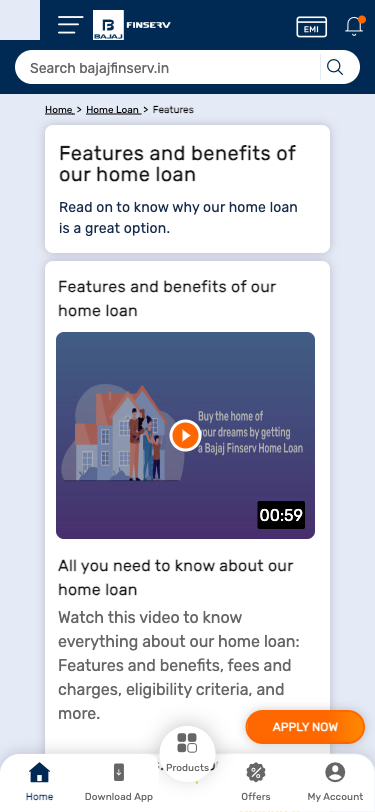 B
BAJAJ
FINSERV
EMI
Search bajajfinserv.in
Home > Home Loan > Features
Features and benefits of
our home loan
Read on to know why our home loan
is a great option.
Features and benefits of our
home loan
Buy the home of
your dreams by getting
a Bajaj Finserv Home Loan
00:59
All you need to know about our
home loan
Watch this video to know
everything about our home loan:
Features and benefits, fees and
charges, eligibility criteria, and
more.
APPLY NOW
Home
Download App
Products
Offers
My Account